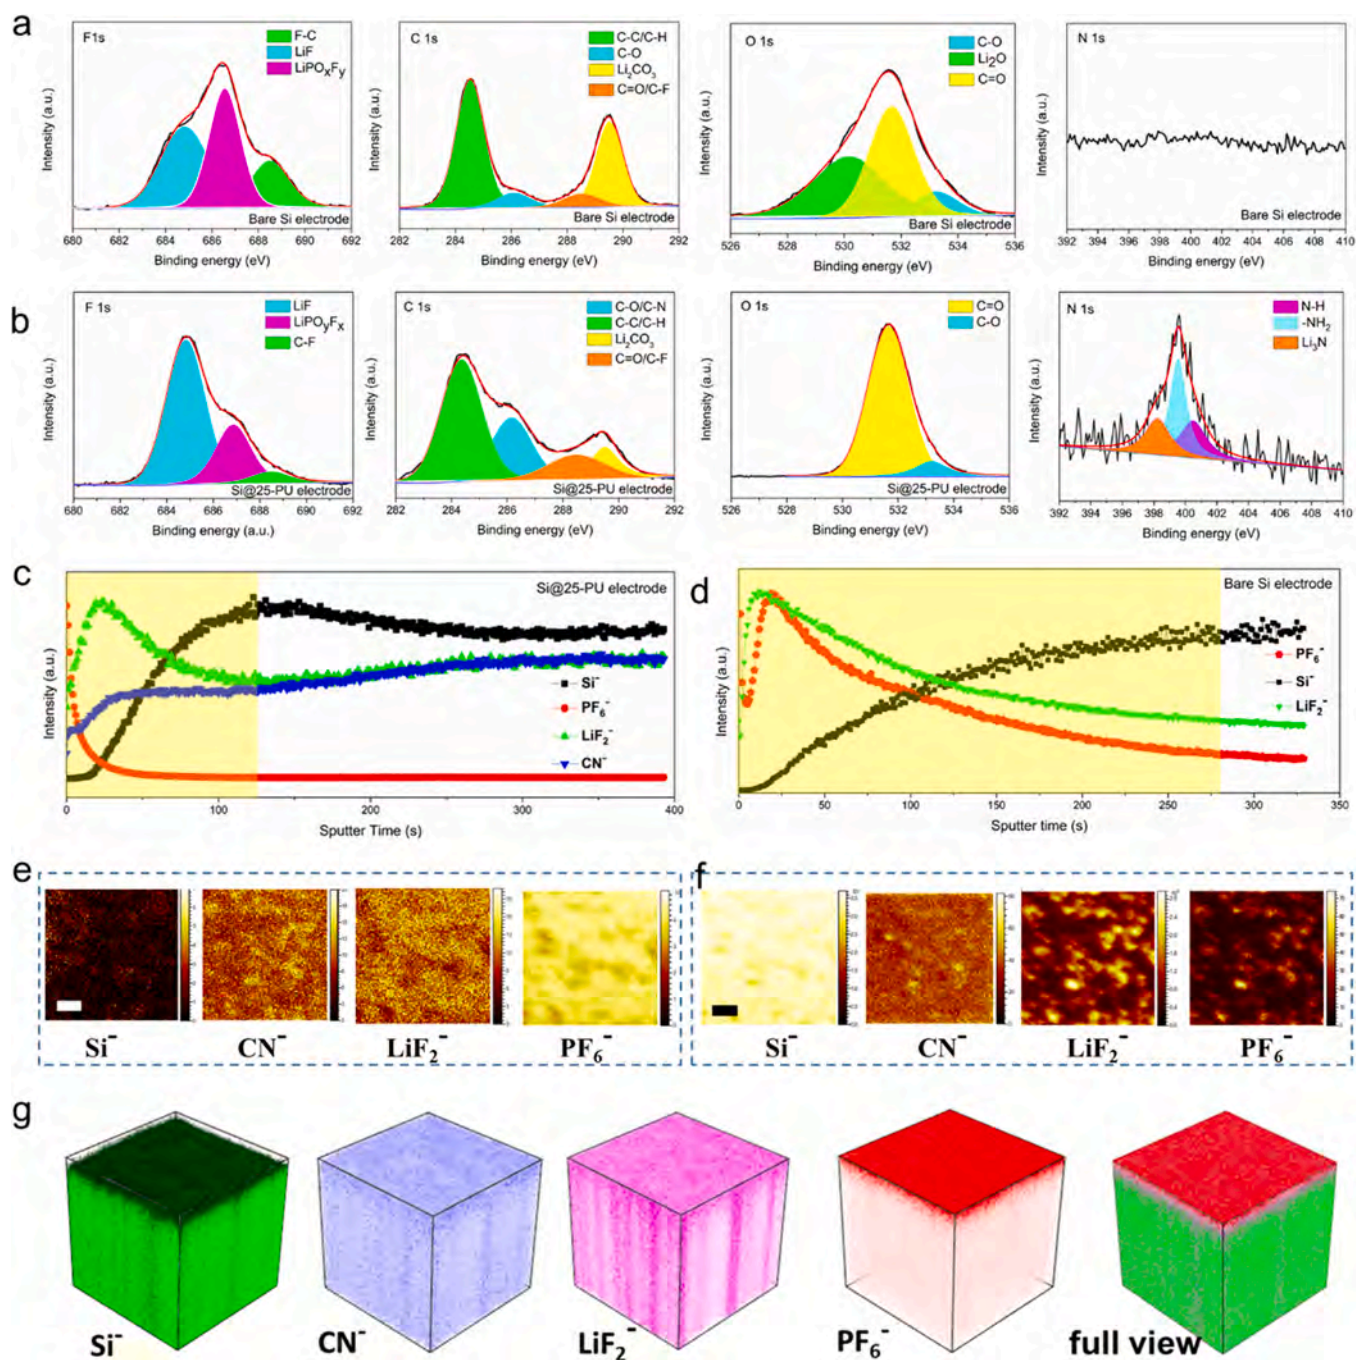 a
F1s
F-C
LiF
LiPOxFy
Intensity (a.u.)
Bare Si electrode
680 682 684 686 688 690 692
Binding energy (eV)
C 1s
C-C/C-H
C-O
Li2CO3
C=O/C-F
Intensity (a.u.)
Bare Si electrode
282 284 286 288 290 292
Binding energy (eV)
O 1s
C-O
Li2O
C=O
Intensity (a.u.)
Bare Si electrode
526 528 530 532 534 536
Binding energy (eV)
N 1s
Intensity (a.u.)
Bare Si electrode
392 394 396 398 400 402 404 406 408 410
Binding energy (eV)
b
F 1s
LiF
LiPOyFx
C-F
Intensity (a.u.)
Si@25-PU electrode
680 682 684 686 688 690 692
Binding energy (a.u.)
C 1s
C-O/C-N
C-C/C-H
Li2CO3
C=O/C-F
Intensity (a.u.)
Si@25-PU electrode
282 284 286 288 290 292
Binding energy (eV)
O 1s
C=O
C-O
Intensity (a.u.)
Si@25-PU electrode
526 528 530 532 534 536
Binding energy (eV)
N 1s
N-H
-NH2
Li3N
Intensity (a.u.)
392 394 396 398 400 402 404 406 408 410
Binding energy (eV)
c
Si@25-PU electrode
Intensity (a.u.)
Si-
PF6-
LiF2-
CN-
0 50 100 150 200 250 300 350 400
Sputter Time (s)
d
Bare Si electrode
Intensity (a.u.)
PF6-
Si-
LiF2-
0 50 100 150 200 250 300 350
Sputter time (s)
e
Si-
CN-
LiF2-
PF6-
f
Si-
CN-
LiF2-
PF6-
g
Si-
CN-
LiF2-
PF6-
full view